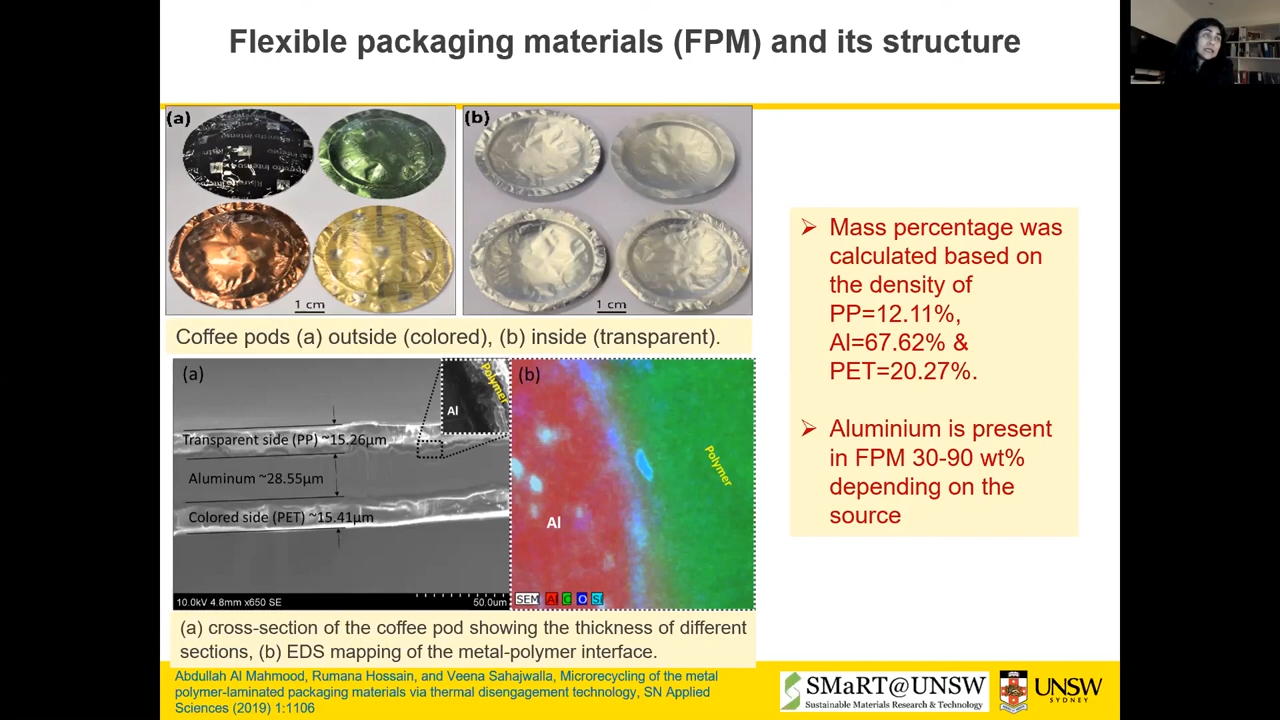 Flexible packaging materials (FPM) and its structure
(a)
(b)
1 cm
1 cm
Coffee pods (a) outside (colored), (b) inside (transparent).
(a)
Polymer
Al
Transparent side (PP) ~15.26µm
Aluminum ~28.55µm
Colored side (PET) ~15.41µm
10.0kV 4.8mm x650 SE
50.0um
(b)
Polymer
Al
SEM Al C O Si
(a) cross-section of the coffee pod showing the thickness of different
sections, (b) EDS mapping of the metal-polymer interface.
➢ Mass percentage was
calculated based on
the density of
PP=12.11%,
Al=67.62% &
PET=20.27%.
➢ Aluminium is present
in FPM 30-90 wt%
depending on the
source
Abdullah Al Mahmood, Rumana Hossain, and Veena Sahajwalla, Microrecycling of the metal
polymer-laminated packaging materials via thermal disengagement technology, SN Applied
Sciences (2019) 1:1106
SMaRT@UNSW
Sustainable Materials Research & Technology
UNSW
SYDNEY